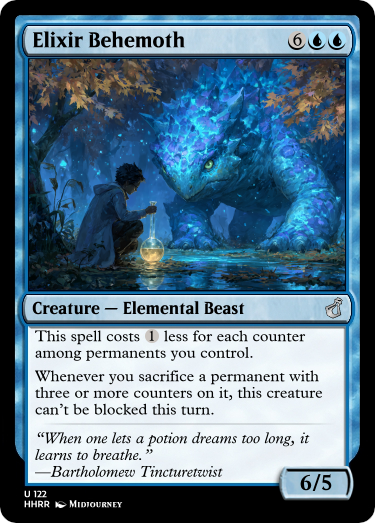 Elixir Behemoth 6
Creature — Elemental Beast
This spell costs 1 less for each counter
among permanents you control.
Whenever you sacrifice a permanent with
three or more counters on it, this creature
can't be blocked this turn.
“When one lets a potion dreams too long, it
learns to breathe.”
—Bartholomew Tincturetwist
6/5
U 122
HHRR Midjourney